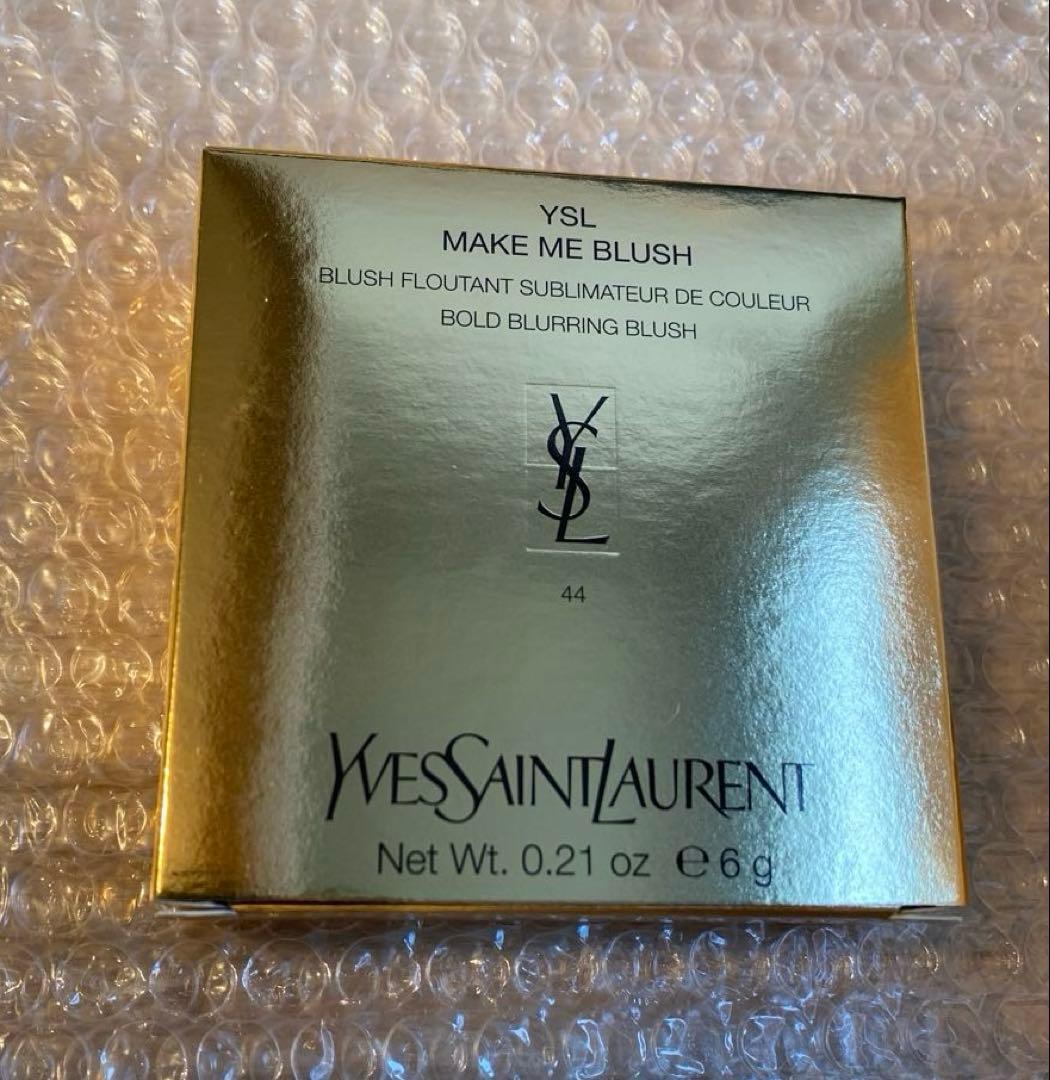 YSL
MAKE ME BLUSH
BLUSH FLOUTANT SUBLIMATEUR DE COULEUR
BOLD BLURRING BLUSH
YSL
44
YVESSAINTLAURENT
Net Wt. 0.21 oz ℮ 6 g